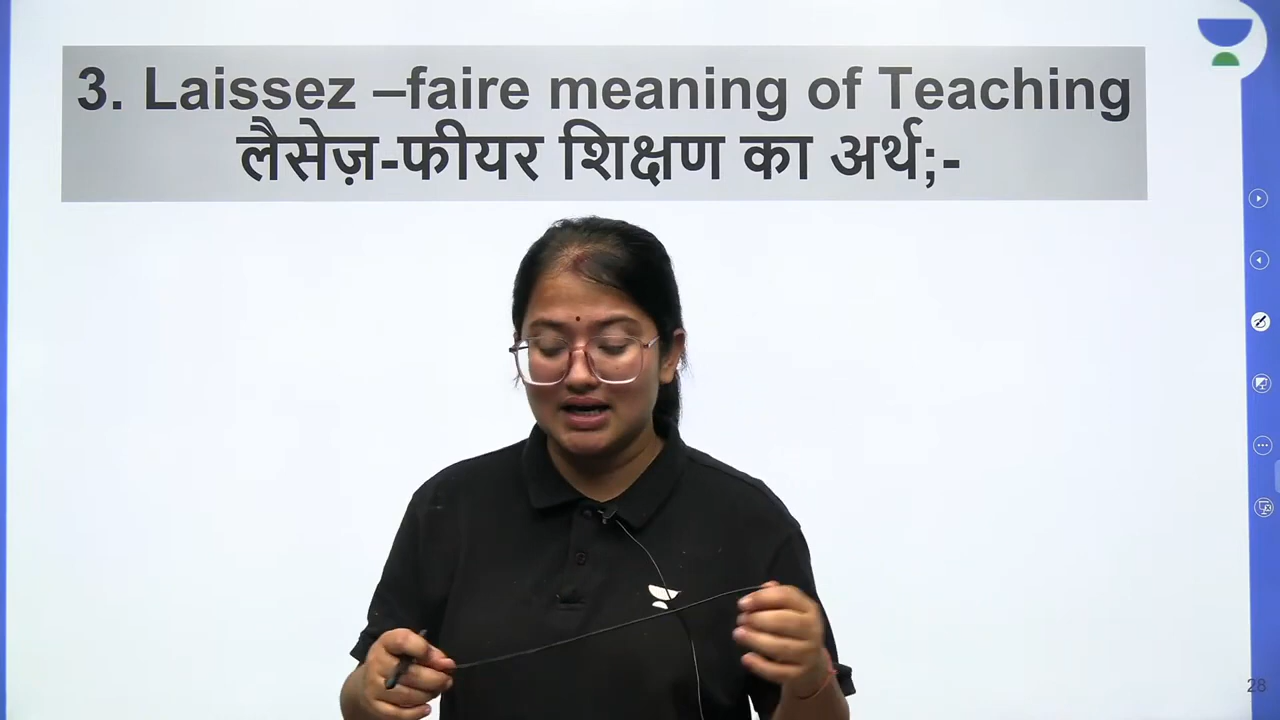 3. Laissez –faire meaning of Teaching
लैसेज़-फीयर शिक्षण का अर्थ;-
28